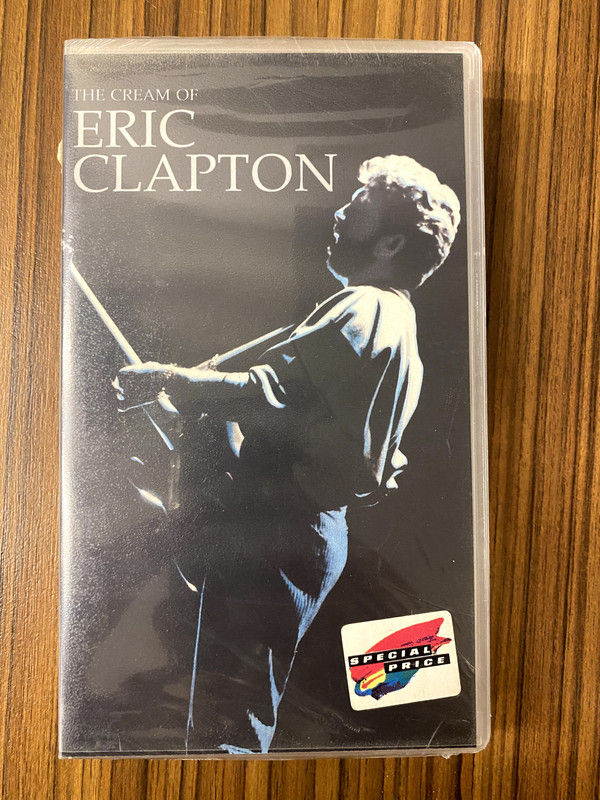 THE CREAM OF
ERIC
CLAPTON
SPECIAL
PRICE